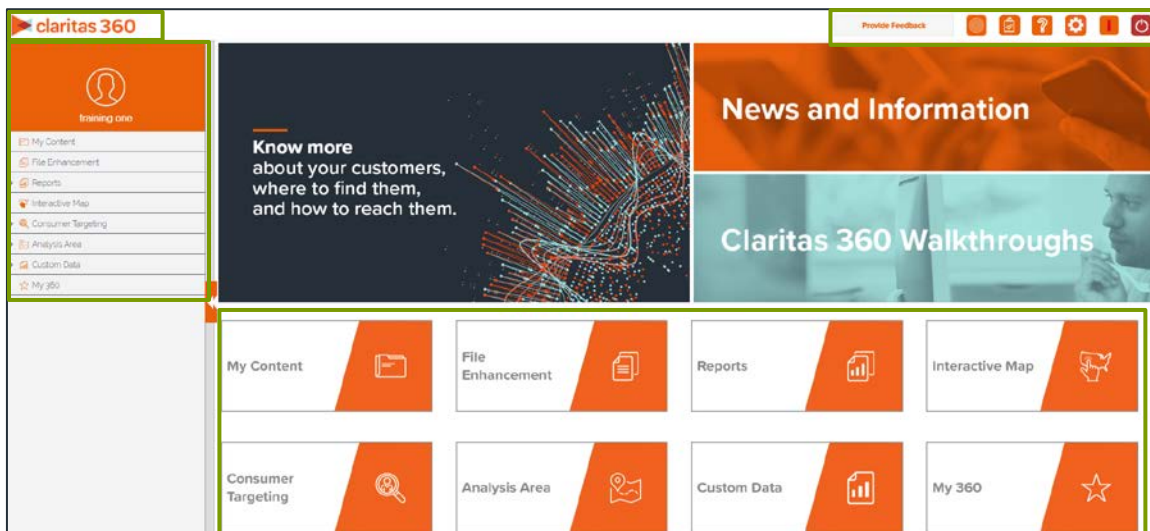 claritas 360
Provide Feedback
training one
My Content
File Enhancement
Reports
Interactive Map
Consumer Targeting
Analysis Area
Custom Data
My 360
Know more
about your customers,
where to find them,
and how to reach them.
News and Information
Claritas 360 Walkthroughs
My Content
File
Enhancement
Reports
Interactive Map
Consumer
Targeting
Analysis Area
Custom Data
My 360